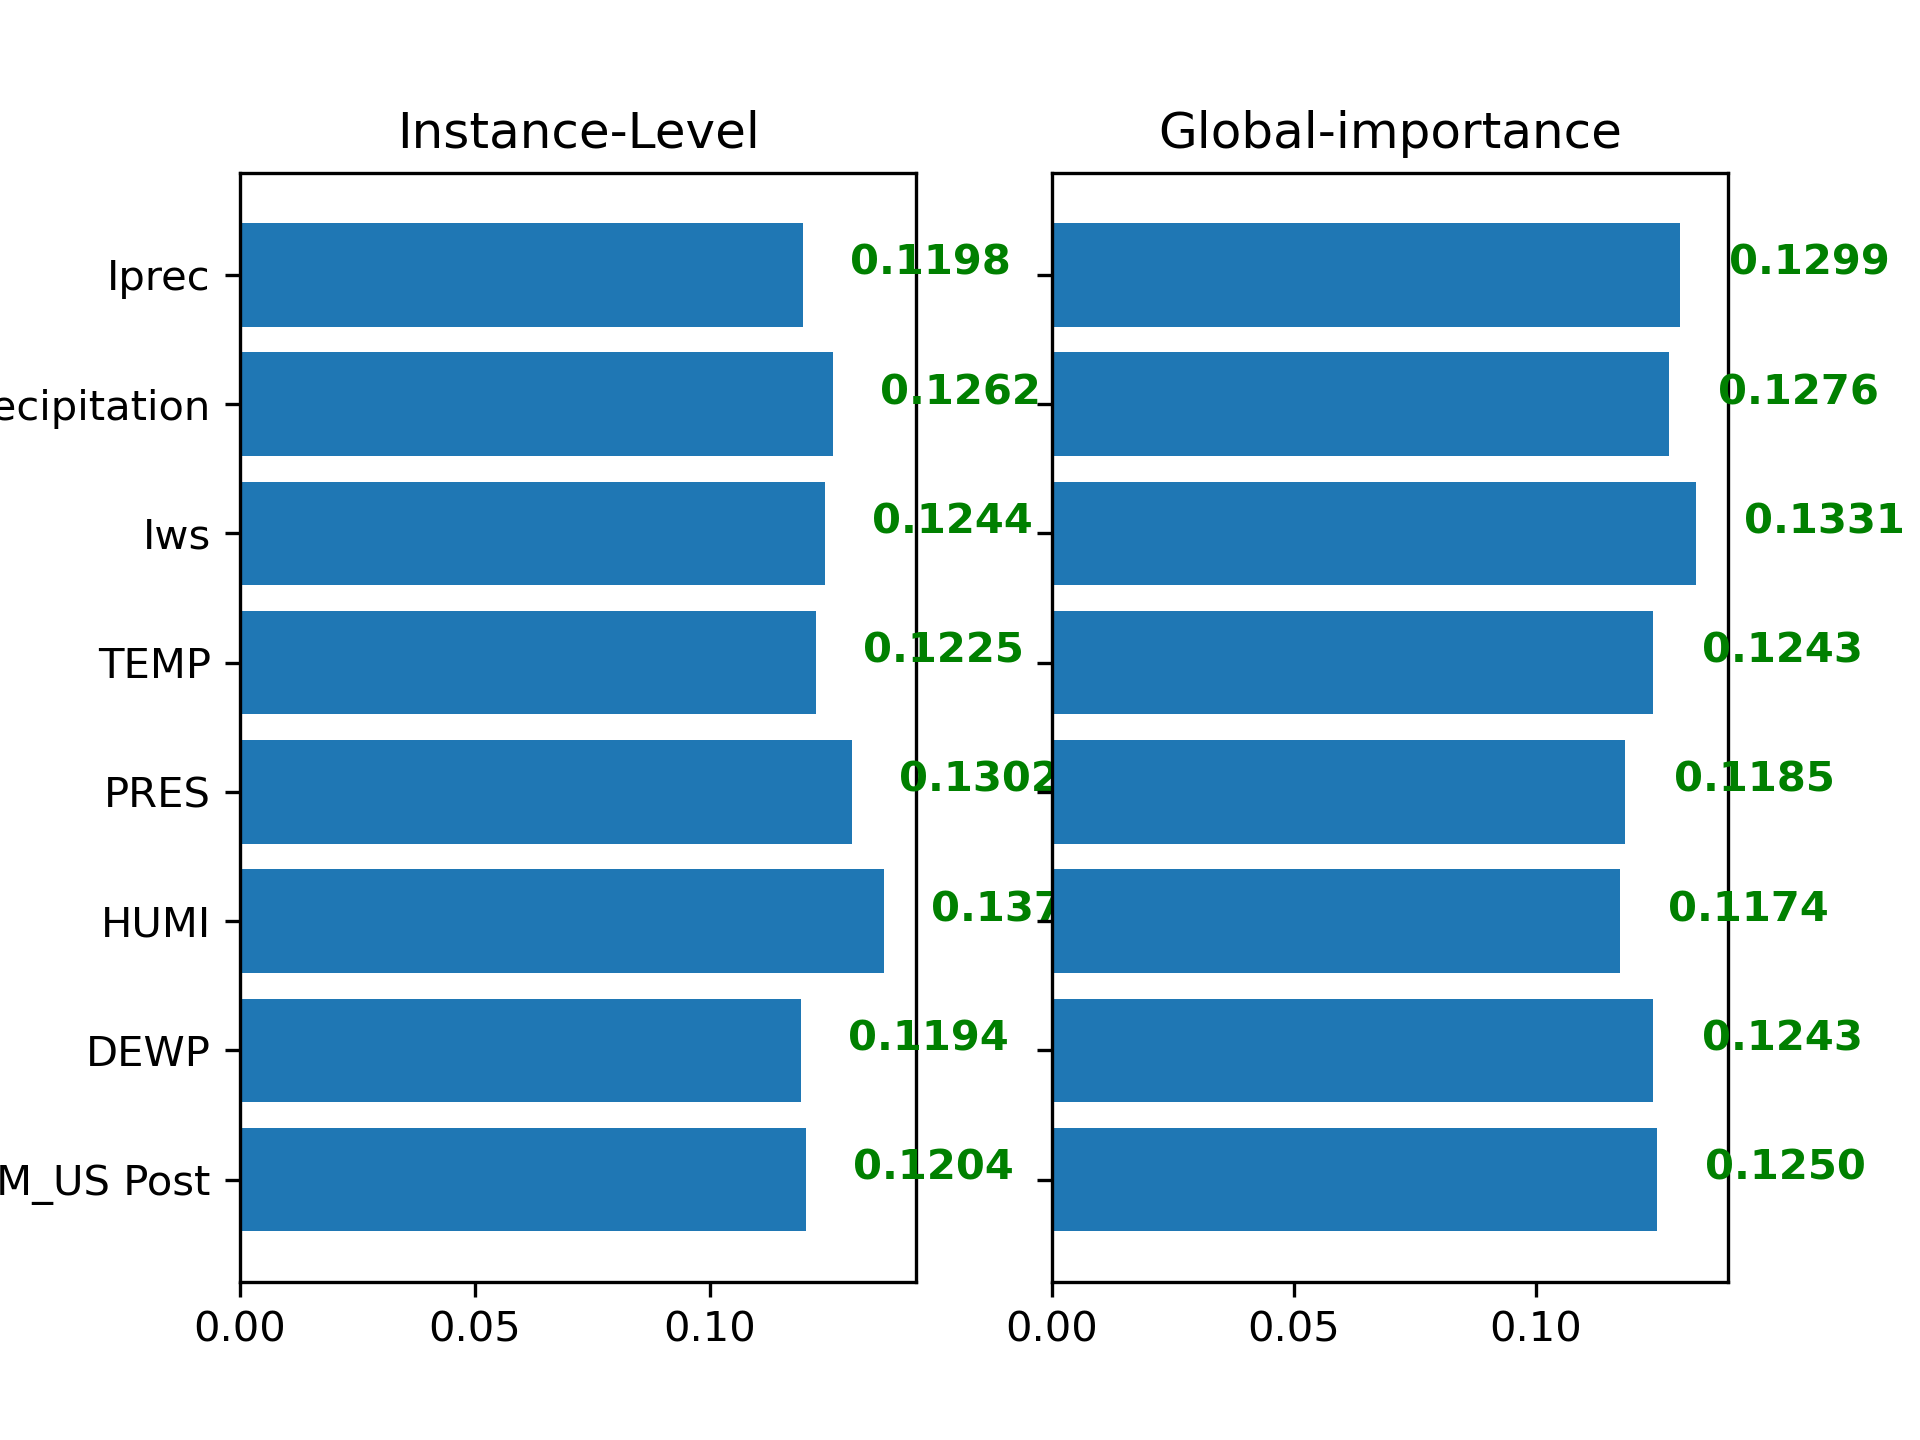 Instance-Level Global-importance
Iprec 0.1198 0.1299
ecipitation 0.1262 0.1276
Iws 0.1244 0.1331
TEMP 0.1225 0.1243
PRES 0.1302 0.1185
HUMI 0.137 0.1174
DEWP 0.1194 0.1243
M_US Post 0.1204 0.1250
0.00 0.05 0.10 0.00 0.05 0.10